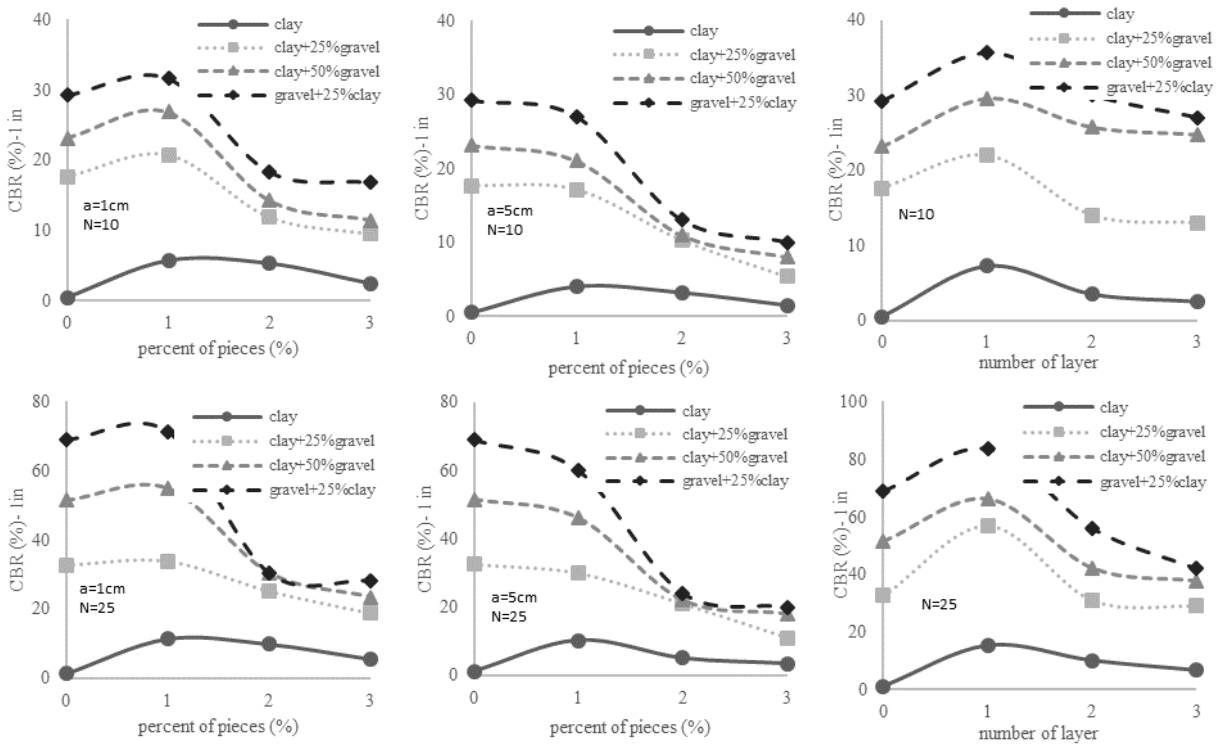 40
30
20
10
0
CBR (%)-1 in
clay
clay+25%gravel
clay+50%gravel
gravel+25%clay
a=1cm
N=10
0 1 2 3
percent of pieces (%)
40
30
20
10
0
CBR (%)-1 in
clay
clay+25%gravel
clay+50%gravel
gravel+25%clay
a=5cm
N=10
0 1 2 3
percent of pieces (%)
40
30
20
10
0
CBR (%)- 1in
clay
clay+25%gravel
clay+50%gravel
gravel+25%clay
N=10
0 1 2 3
number of layer
80
60
40
20
0
CBR (%)- 1in
clay
clay+25%gravel
clay+50%gravel
gravel+25%clay
a=1cm
N=25
0 1 2 3
percent of pieces (%)
80
60
40
20
0
CBR (%)- 1 in
clay
clay+25%gravel
clay+50%gravel
gravel+25%clay
a=5cm
N=25
0 1 2 3
percent of pieces (%)
100
80
60
40
20
0
CBR (%)-1 in
clay
clay+25%gravel
clay+50%gravel
gravel+25%clay
N=25
0 1 2 3
number of layer